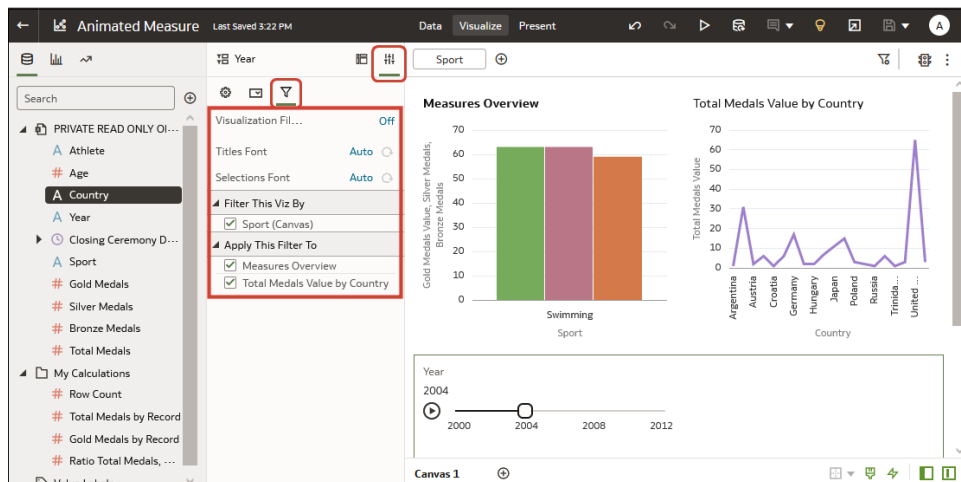 Animated Measure
Last Saved 3:22 PM
Data
Visualize
Present
A
Search
PRIVATE READ ONLY Ol...
A Athlete
# Age
A Country
A Year
Closing Ceremony D...
A Sport
# Gold Medals
# Silver Medals
# Bronze Medals
# Total Medals
My Calculations
# Row Count
# Total Medals by Record
# Gold Medals by Record
# Ratio Total Medals, ...
Year
Visualization Fil... Off
Titles Font Auto
Selections Font Auto
Filter This Viz By
Sport (Canvas)
Apply This Filter To
Measures Overview
Total Medals Value by Country
Sport
Measures Overview
Gold Medals Value, Silver Medals,
Bronze Medals
70
60
50
40
30
20
10
0
Swimming
Sport
Total Medals Value by Country
Total Medals Value
70
60
50
40
30
20
10
0
Argentina
Austria
Croatia
Germany
Hungary
Japan
Poland
Russia
Trinida...
United ...
Country
Year
2004
2000
2004
2008
2012
Canvas 1